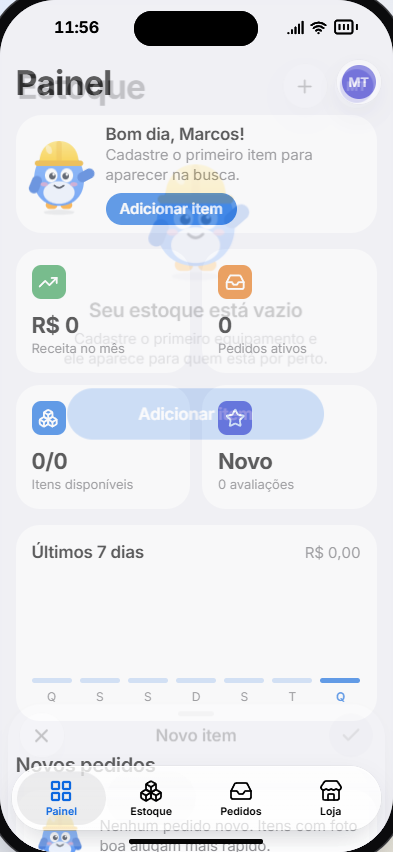 11:56
Painel
Estoque
MT
Bom dia, Marcos!
Cadastre o primeiro item para
aparecer na busca.
Adicionar item
Seu estoque está vazio
R$ 0
Receita no mês
0
Pedidos ativos
Cadastre o primeiro equipamento e
ele aparece para quem está por perto.
Adicionar item
0/0
Itens disponíveis
Novo
0 avaliações
Últimos 7 dias
R$ 0,00
Q S S D S T Q
Novo item
Novos pedidos
Nenhum pedido novo. Itens com foto
boa alugam mais rápido.
Painel
Estoque
Pedidos
Loja